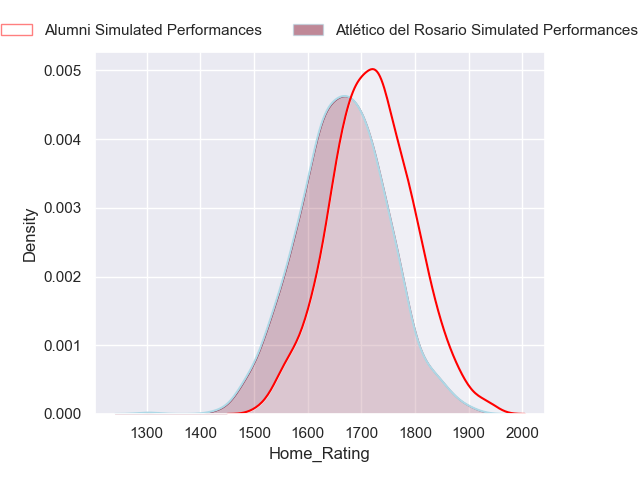 Alumni Simulated Performances   Atlético del Rosario Simulated Performances
0.005
0.004
0.003
0.002
0.001
0.000
Density
1300 1400 1500 1600 1700 1800 1900 2000
Home_Rating